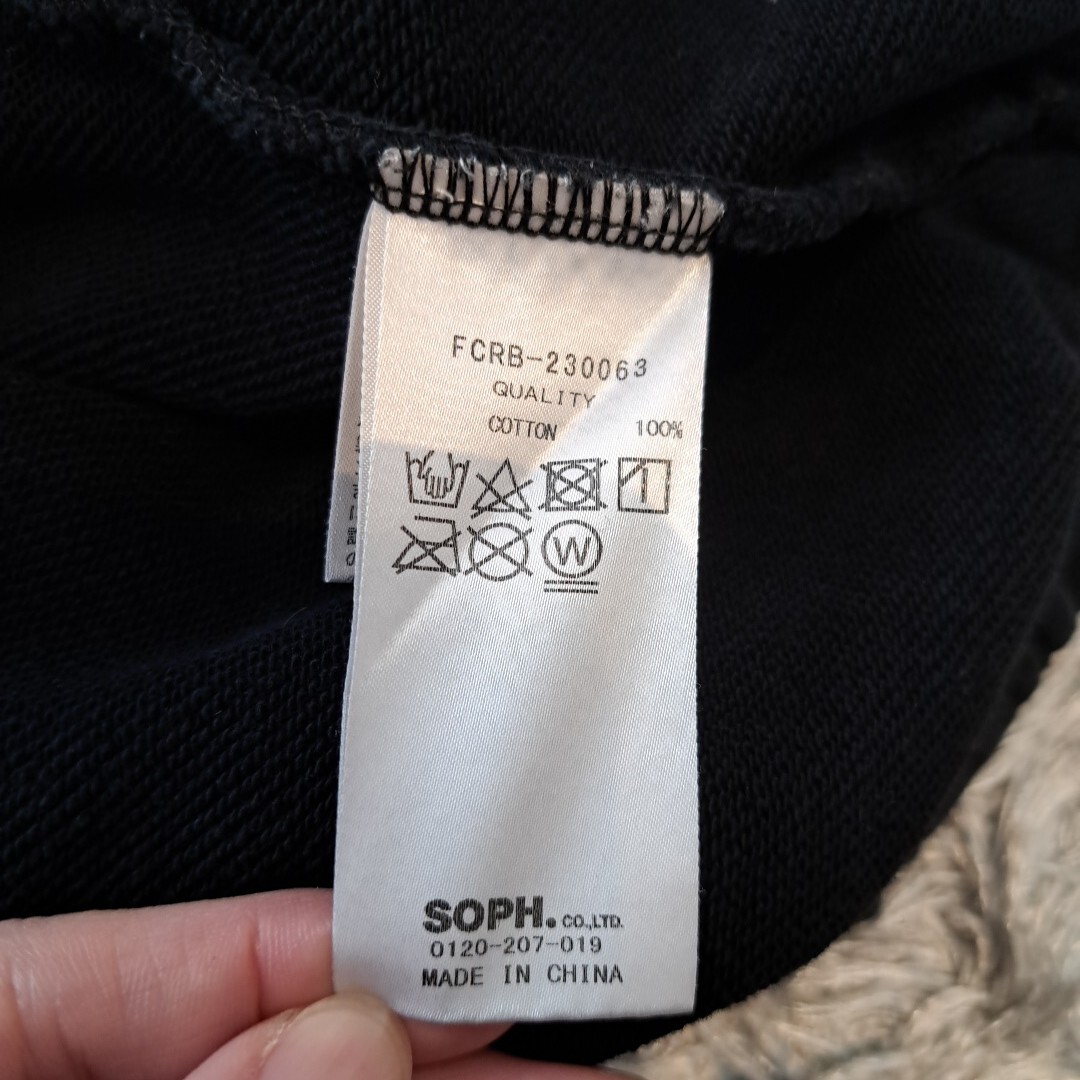 FCRB-230063
QUALITY
COTTON 100%
W
SOPH. CO.,LTD.
0120-207-019
MADE IN CHINA